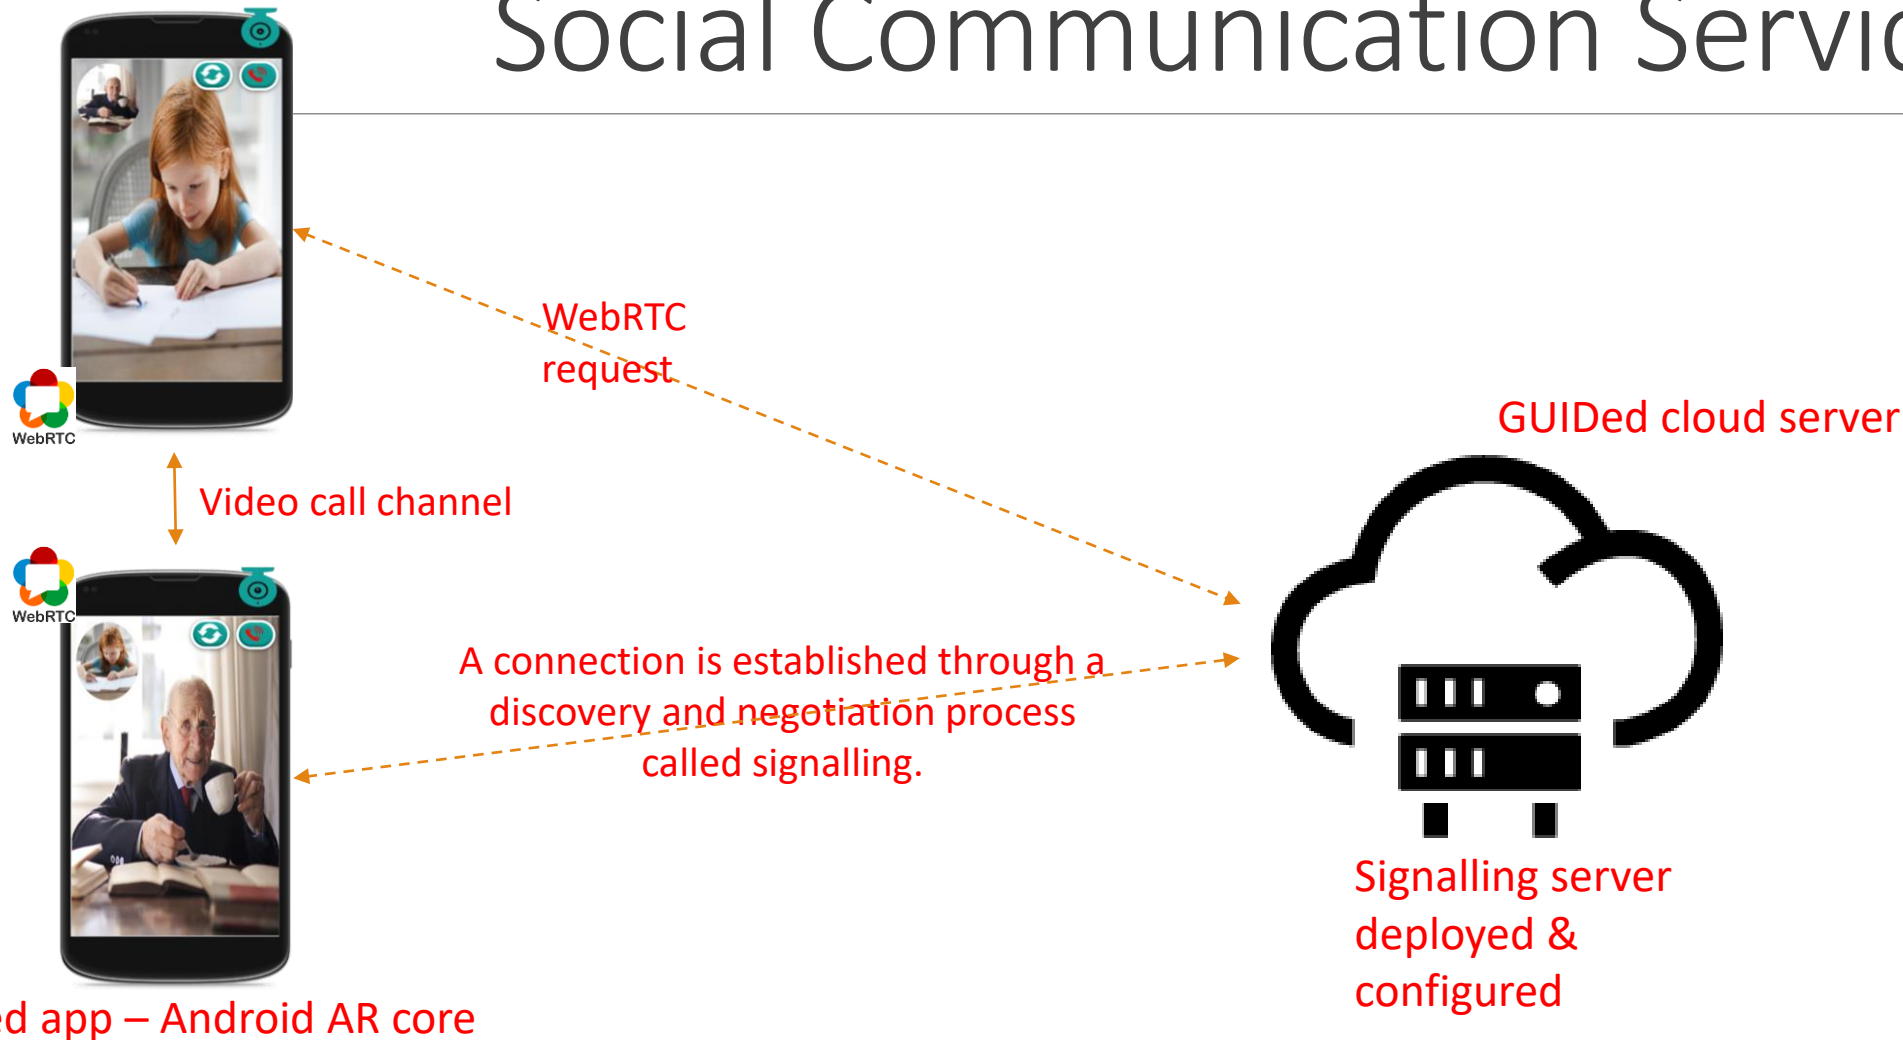 Social Communication Servic
WebRTC
request
GUIDed cloud server
WebRTC
Video call channel
WebRTC
A connection is established through a
discovery and negotiation process
called signalling.
Signalling server
deployed &
configured
ed app – Android AR core